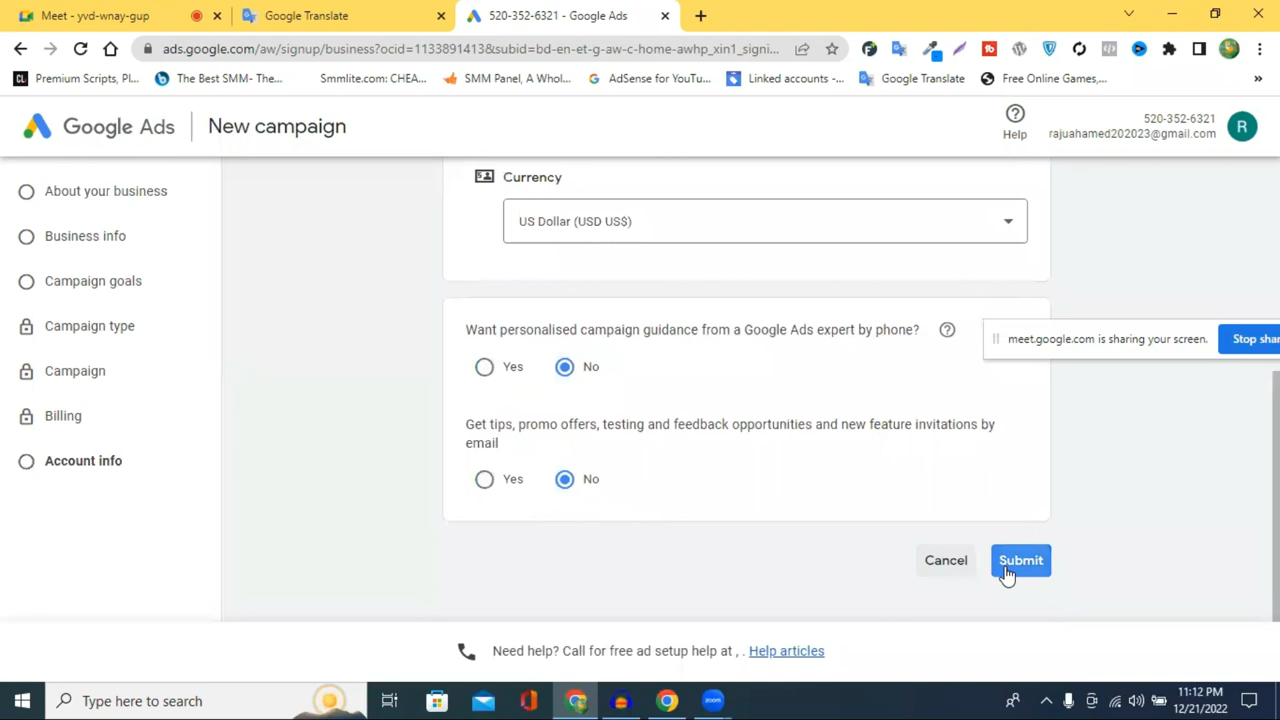 Meet - yvd-wnay-gup
Google Translate
520-352-6321 - Google Ads
ads.google.com/aw/signup/business?ocid=1133891413&subid=bd-en-et-g-aw-c-home-awhp_xin1_signi...
Premium Scripts, Pl...
The Best SMM- The...
Smmlite.com: CHEA...
SMM Panel, A Whol...
AdSense for YouTu...
Linked accounts -...
Google Translate
Free Online Games,...
Google Ads
New campaign
Help
520-352-6321
rajuahamed202023@gmail.com
R
About your business
Business info
Campaign goals
Campaign type
Campaign
Billing
Account info
Currency
US Dollar (USD US$)
Want personalised campaign guidance from a Google Ads expert by phone?
Yes
No
meet.google.com is sharing your screen.
Stop shar
Get tips, promo offers, testing and feedback opportunities and new feature invitations by
email
Yes
No
Cancel
Submit
Need help? Call for free ad setup help at , . Help articles
Type here to search
zoom
11:12 PM
12/21/2022